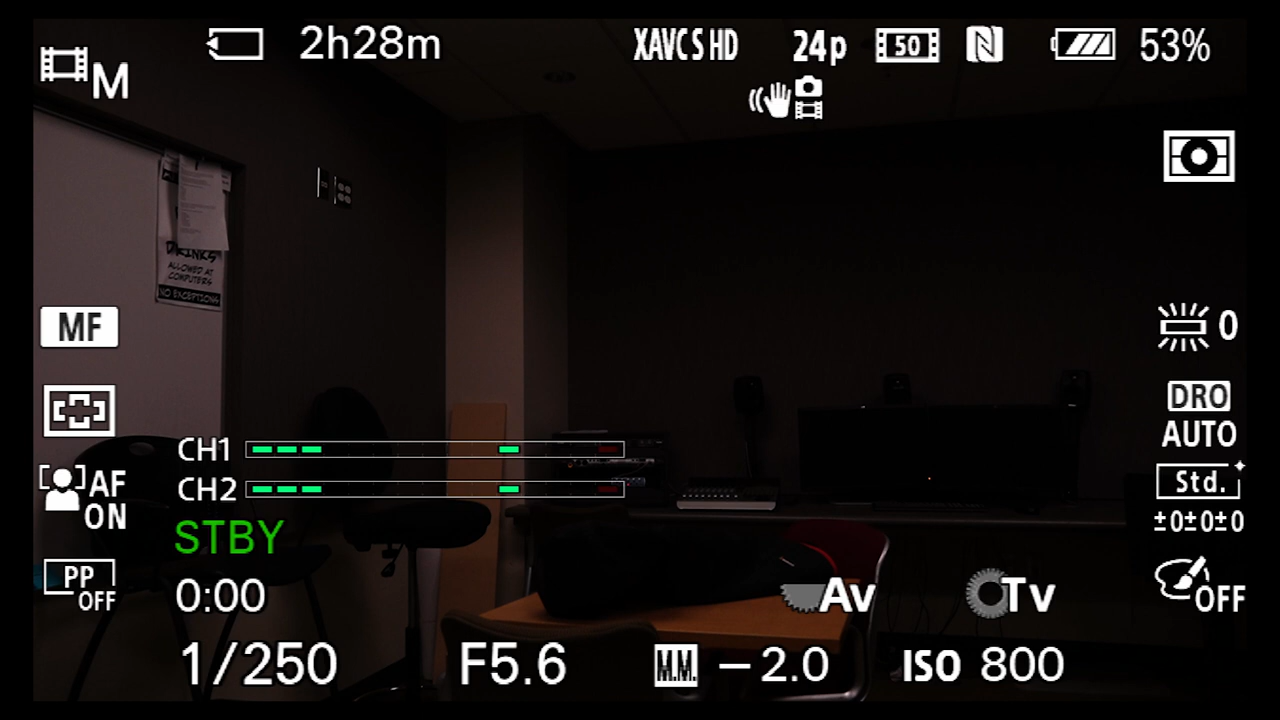 M
2h28m
XAVC S HD
24p
50
N
53%
DRINKS
ALLOWED AT
COMPUTERS
NO EXCEPTIONS
MF
0
DRO
AUTO
AF
ON
CH1
CH2
Std.
±0±0±0
STBY
PP
OFF
0:00
Av
Tv
OFF
1/250
F5.6
M.M.
−2.0
ISO 800